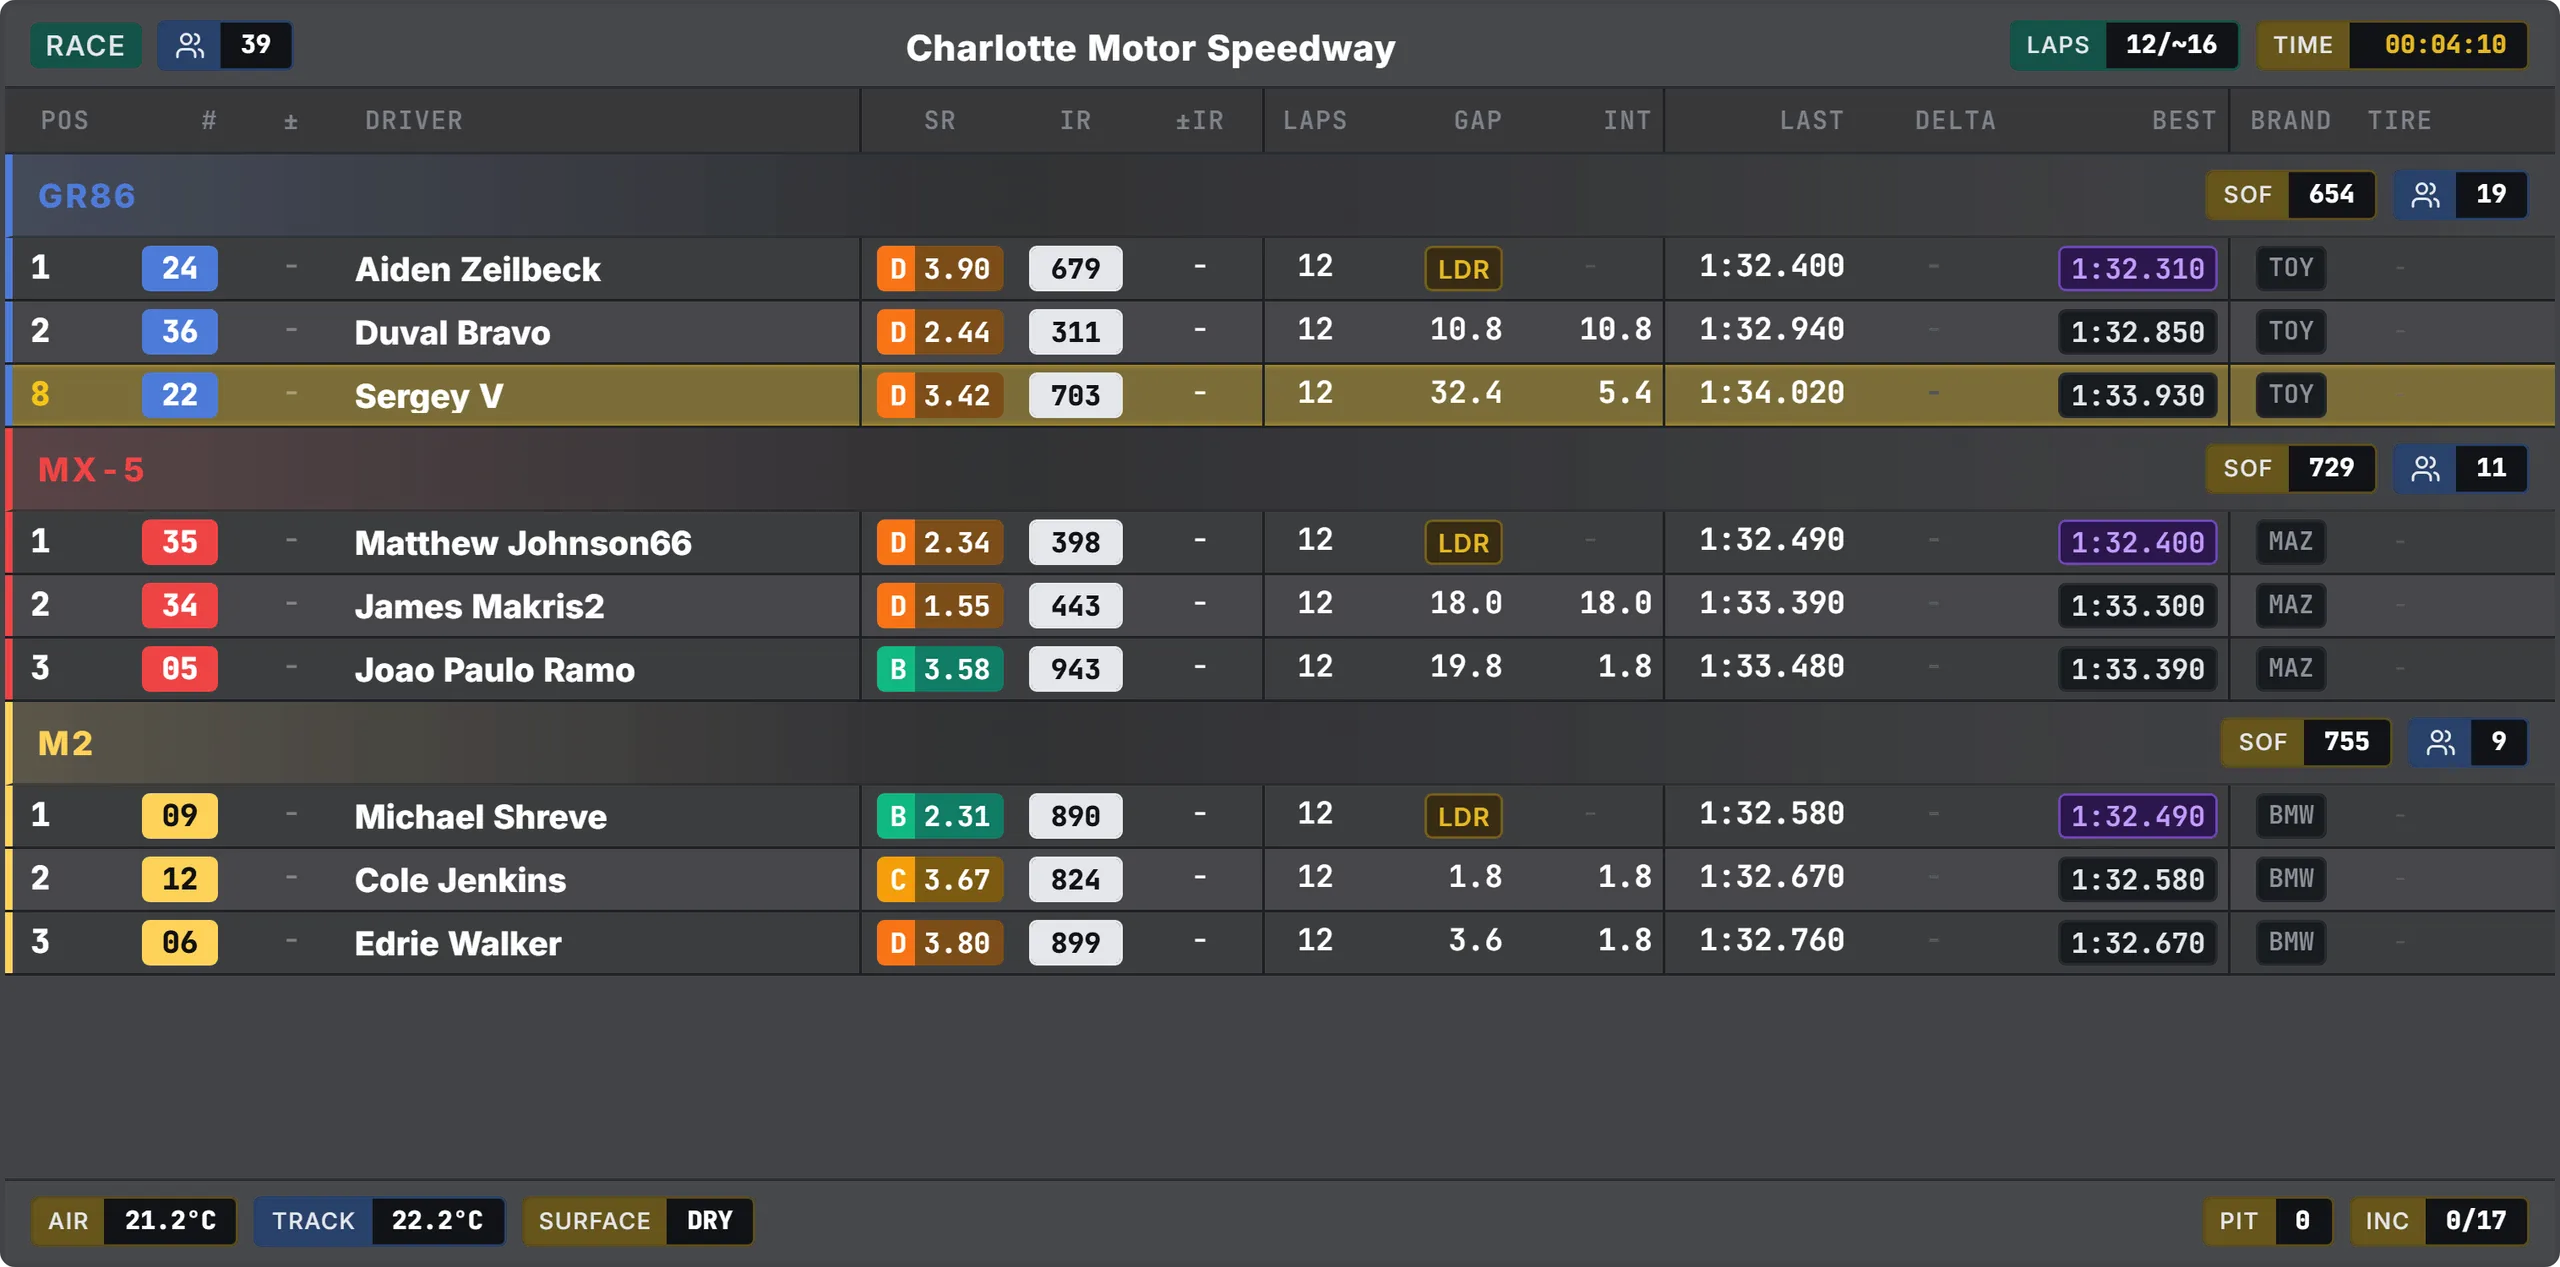 RACE 39 Charlotte Motor Speedway LAPS 12/~16 TIME 00:04:10
POS # ± DRIVER SR IR ±IR LAPS GAP INT LAST DELTA BEST BRAND TIRE
GR86 SOF 654 19
1 24 - Aiden Zeilbeck D 3.90 679 - 12 LDR - 1:32.400 - 1:32.310 TOY -
2 36 - Duval Bravo D 2.44 311 - 12 10.8 10.8 1:32.940 - 1:32.850 TOY -
8 22 - Sergey V D 3.42 703 - 12 32.4 5.4 1:34.020 - 1:33.930 TOY
MX-5 SOF 729 11
1 35 - Matthew Johnson66 D 2.34 398 - 12 LDR - 1:32.490 - 1:32.400 MAZ -
2 34 - James Makris2 D 1.55 443 - 12 18.0 18.0 1:33.390 - 1:33.300 MAZ -
3 05 - Joao Paulo Ramo B 3.58 943 - 12 19.8 1.8 1:33.480 - 1:33.390 MAZ -
M2 SOF 755 9
1 09 - Michael Shreve B 2.31 890 - 12 LDR - 1:32.580 - 1:32.490 BMW -
2 12 - Cole Jenkins C 3.67 824 - 12 1.8 1.8 1:32.670 - 1:32.580 BMW -
3 06 - Edrie Walker D 3.80 899 - 12 3.6 1.8 1:32.760 - 1:32.670 BMW -
AIR 21.2°C TRACK 22.2°C SURFACE DRY PIT 0 INC 0/17